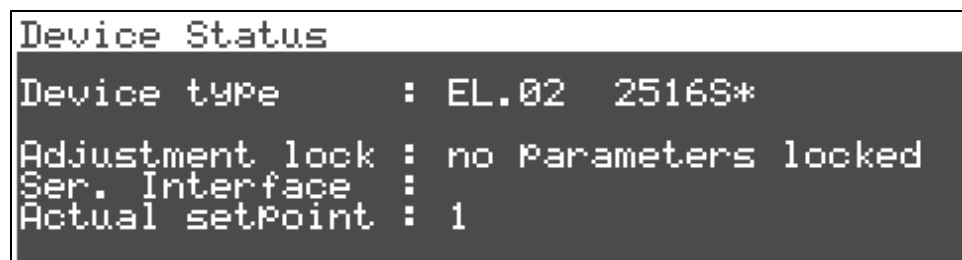 Device Status
Device type : EL.02 2516S*
Adjustment lock : no parameters locked
Ser. Interface :
Actual setpoint : 1